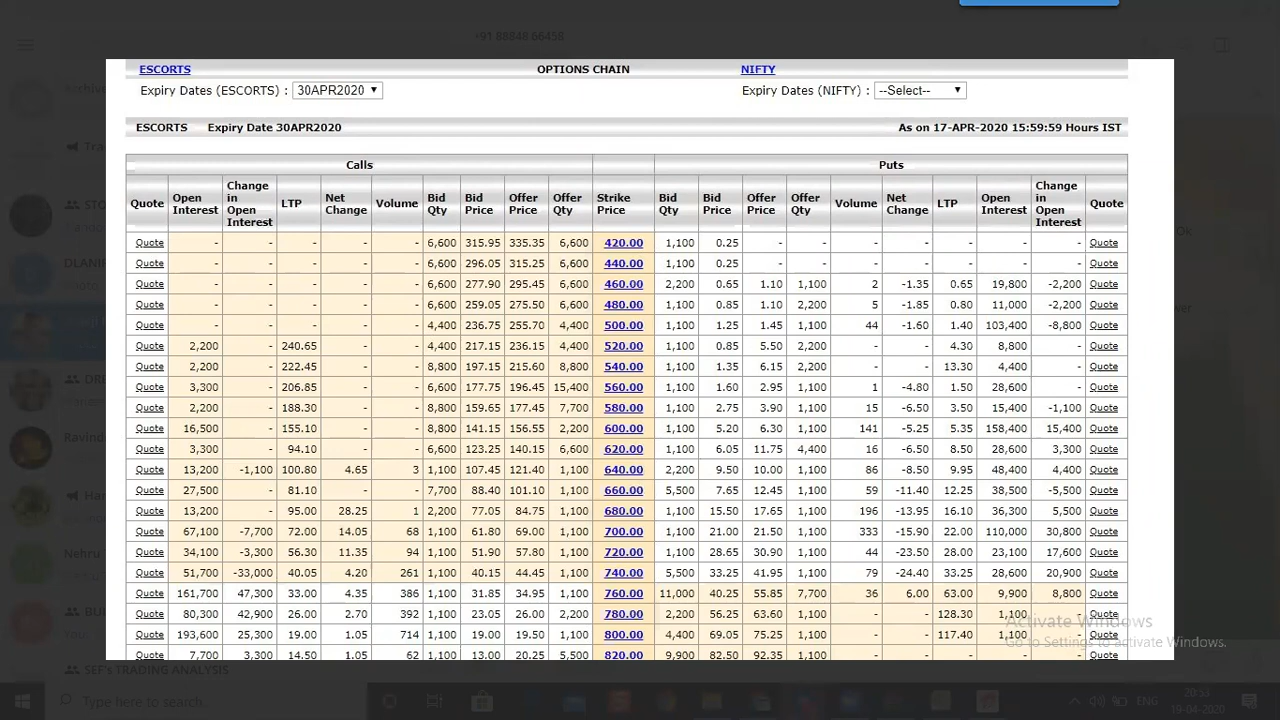 +91 88848 66458
ESCORTS OPTIONS CHAIN NIFTY
Expiry Dates (ESCORTS) : 30APR2020 Expiry Dates (NIFTY) : --Select--
ESCORTS Expiry Date 30APR2020 As on 17-APR-2020 15:59:59 Hours IST
Calls Puts
Quote Open Interest Change in Open Interest LTP Net Change Volume Bid Qty Bid Price Offer Price Offer Qty Strike Price Bid Qty Bid Price Offer Price Offer Qty Volume Net Change LTP Open Interest Change in Open Interest Quote
Quote - - - - - 6,600 315.95 335.35 6,600 420.00 1,100 0.25 - - - - - - - Quote
Quote - - - - - 6,600 296.05 315.25 6,600 440.00 1,100 0.25 - - - - - - - Quote
Quote - - - - - 6,600 277.90 295.45 6,600 460.00 2,200 0.65 1.10 1,100 2 -1.35 0.65 19,800 -2,200 Quote
Quote - - - - - 6,600 259.05 275.50 6,600 480.00 1,100 0.85 1.10 2,200 5 -1.85 0.80 11,000 -2,200 Quote
Quote - - - - - 4,400 236.75 255.70 4,400 500.00 1,100 1.25 1.45 1,100 44 -1.60 1.40 103,400 -8,800 Quote
Quote 2,200 - 240.65 - - 4,400 217.15 236.15 4,400 520.00 1,100 0.85 5.50 2,200 - - 4.30 8,800 - Quote
Quote 2,200 - 222.45 - - 8,800 197.15 215.60 8,800 540.00 1,100 1.35 6.15 2,200 - - 13.30 4,400 - Quote
Quote 3,300 - 206.85 - - 6,600 177.75 196.45 15,400 560.00 1,100 1.60 2.95 1,100 1 -4.80 1.50 28,600 - Quote
Quote 2,200 - 188.30 - - 8,800 159.65 177.45 7,700 580.00 1,100 2.75 3.90 1,100 15 -6.50 3.50 15,400 -1,100 Quote
Quote 16,500 - 155.10 - - 8,800 141.15 156.55 2,200 600.00 1,100 5.20 6.30 1,100 141 -5.25 5.35 158,400 15,400 Quote
Quote 3,300 - 94.10 - - 6,600 123.25 140.15 6,600 620.00 1,100 6.05 11.75 4,400 16 -6.50 8.50 28,600 3,300 Quote
Quote 13,200 -1,100 100.80 4.65 3 1,100 107.45 121.40 1,100 640.00 2,200 9.50 10.00 1,100 86 -8.50 9.95 48,400 4,400 Quote
Quote 27,500 - 81.10 - - 7,700 88.40 101.10 1,100 660.00 5,500 7.65 12.45 1,100 59 -11.40 12.25 38,500 -5,500 Quote
Quote 13,200 - 95.00 28.25 1 2,200 77.05 84.75 1,100 680.00 1,100 15.50 17.65 1,100 196 -13.95 16.10 36,300 5,500 Quote
Quote 67,100 -7,700 72.00 14.05 68 1,100 61.80 69.00 1,100 700.00 1,100 21.00 21.50 1,100 333 -15.90 22.00 110,000 30,800 Quote
Quote 34,100 -3,300 56.30 11.35 94 1,100 51.90 57.80 1,100 720.00 1,100 28.65 30.90 1,100 44 -23.50 28.00 23,100 17,600 Quote
Quote 51,700 -33,000 40.05 4.20 261 1,100 40.15 44.45 1,100 740.00 5,500 33.25 41.95 1,100 79 -24.40 33.25 28,600 20,900 Quote
Quote 161,700 47,300 33.00 4.35 386 1,100 31.85 34.95 1,100 760.00 11,000 40.25 55.85 7,700 36 6.00 63.00 9,900 8,800 Quote
Quote 80,300 42,900 26.00 2.70 392 1,100 23.05 26.00 2,200 780.00 2,200 56.25 63.60 1,100 - - 128.30 1,100 - Quote
Quote 193,600 25,300 19.00 1.05 714 1,100 19.00 19.50 1,100 800.00 4,400 69.05 75.25 1,100 - - 117.40 1,100 - Quote
Quote 7,700 3,300 14.50 1.05 62 1,100 13.00 20.25 5,500 820.00 9,900 82.50 92.35 1,100 - - - - - Quote
Activate Windows
Go to Settings to activate Windows.
Nehru
SEF's TRADING ANALYSIS
Type here to search
ENG
20:53
19-04-2020